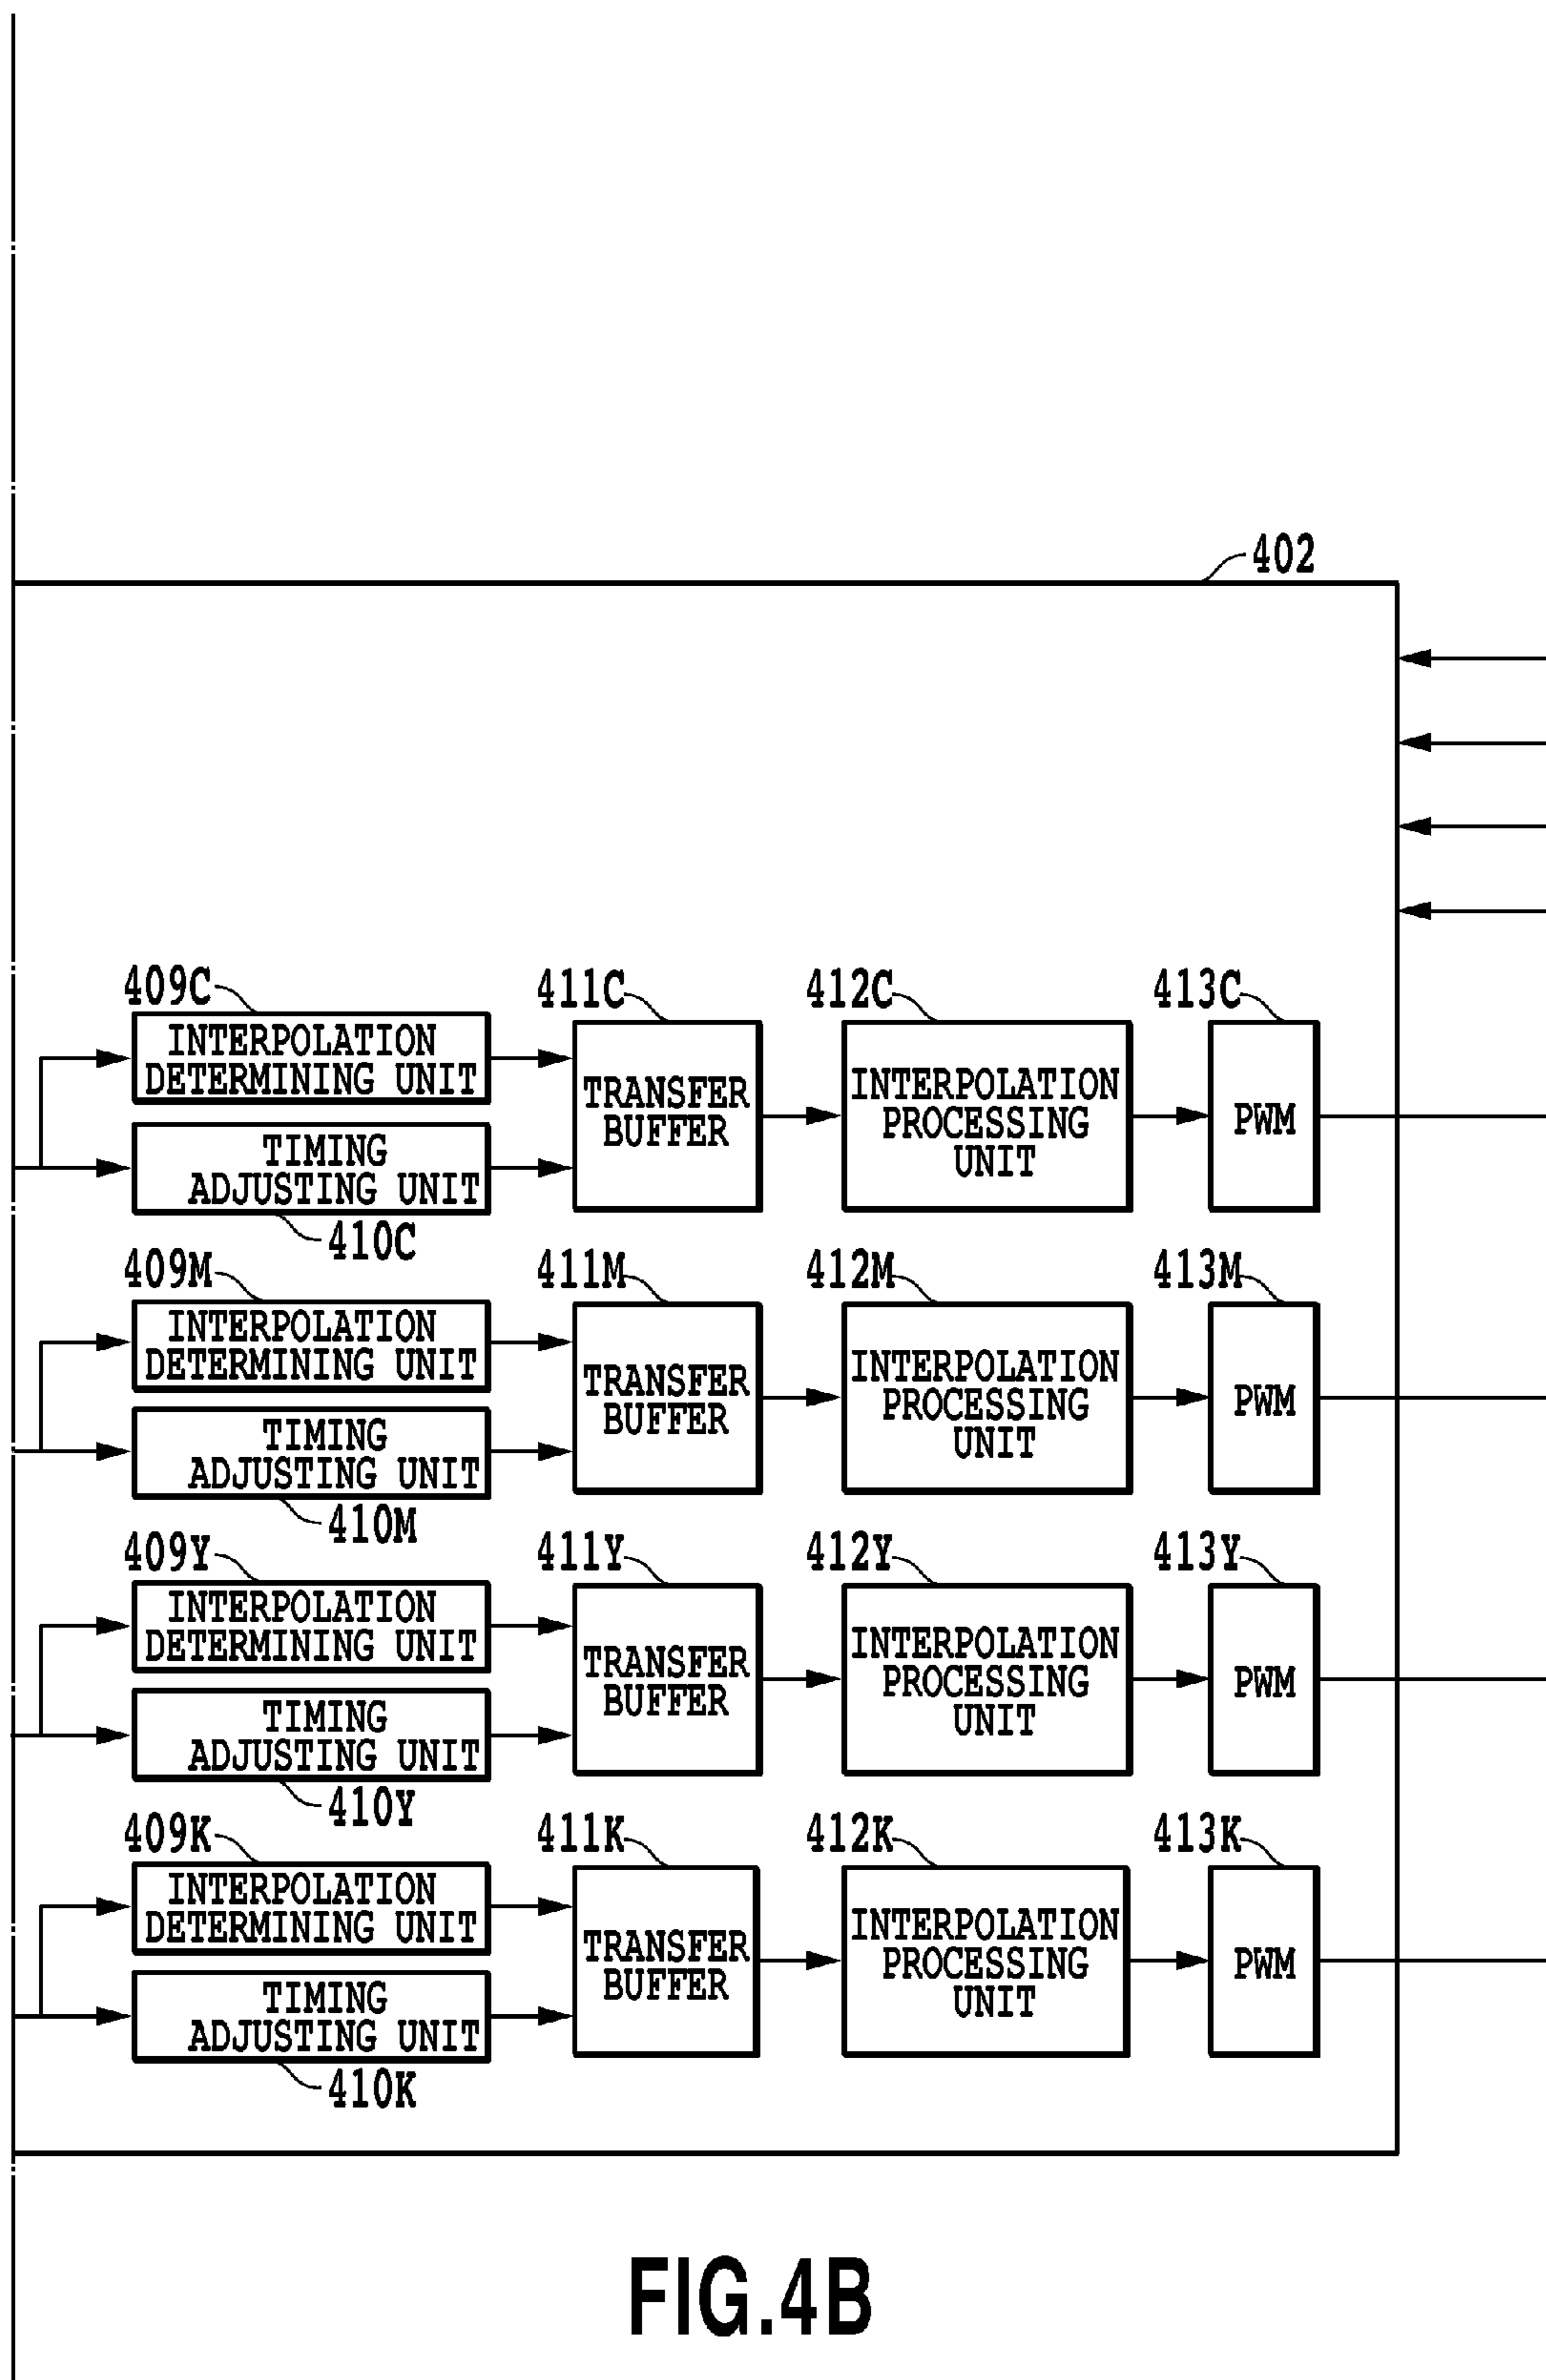 402
409C
411C
412C
413C
INTERPOLATION
DETERMINING UNIT
TRANSFER
BUFFER
INTERPOLATION
PROCESSING
UNIT
PWM
TIMING
ADJUSTING UNIT
410C
409M
411M
412M
413M
INTERPOLATION
DETERMINING UNIT
TRANSFER
BUFFER
INTERPOLATION
PROCESSING
UNIT
PWM
TIMING
ADJUSTING UNIT
410M
409Y
411Y
412Y
413Y
INTERPOLATION
DETERMINING UNIT
TRANSFER
BUFFER
INTERPOLATION
PROCESSING
UNIT
PWM
TIMING
ADJUSTING UNIT
410Y
409K
411K
412K
413K
INTERPOLATION
DETERMINING UNIT
TRANSFER
BUFFER
INTERPOLATION
PROCESSING
UNIT
PWM
TIMING
ADJUSTING UNIT
410K
FIG.4B